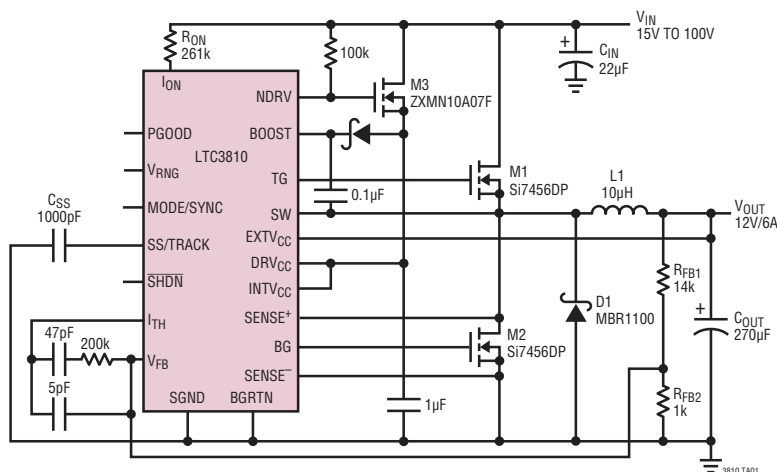 V_IN
15V TO 100V
R_ON
261k
100k
+
C_IN
22µF
I_ON
M3
ZXMN10A07F
NDRV
PGOOD
BOOST
LTC3810
V_RNG
TG
M1
Si7456DP
0.1µF
L1
10µH
C_SS
1000pF
MODE/SYNC
SW
V_OUT
12V/6A
SS/TRACK
EXTV_CC
DRV_CC
SHDN
INTV_CC
R_FB1
14k
+
C_OUT
270µF
D1
MBR1100
I_TH
SENSE+
47pF
200k
V_FB
BG
M2
Si7456DP
5pF
SENSE–
R_FB2
1k
SGND
BGRTN
1µF
3810 TA01